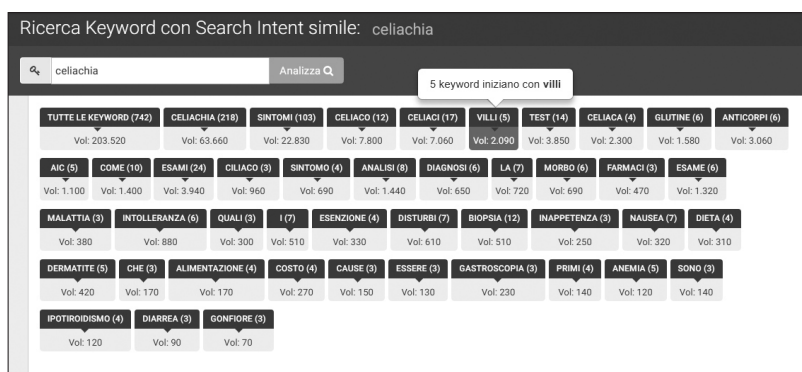 Ricerca Keyword con Search Intent simile: celiachia
celiachia Analizza
5 keyword iniziano con villi
TUTTE LE KEYWORD (742) CELIACHIA (218) SINTOMI (103) CELIACO (12) CELIACI (17) VILLI (5) TEST (14) CELIACA (4) GLUTINE (6) ANTICORPI (6)
Vol: 203.520 Vol: 63.660 Vol: 22.830 Vol: 7.800 Vol: 7.060 Vol: 2.090 Vol: 3.850 Vol: 2.300 Vol: 1.580 Vol: 3.060
AIC (5) COME (10) ESAMI (24) CILIACO (3) SINTOMO (4) ANALISI (8) DIAGNOSI (6) LA (7) MORBO (6) FARMACI (3) ESAME (6)
Vol: 1.100 Vol: 1.400 Vol: 3.940 Vol: 960 Vol: 690 Vol: 1.440 Vol: 650 Vol: 720 Vol: 690 Vol: 470 Vol: 1.320
MALATTIA (3) INTOLLERANZA (6) QUALI (3) I (7) ESENZIONE (4) DISTURBI (7) BIOPSIA (12) INAPPETENZA (3) NAUSEA (7) DIETA (4)
Vol: 380 Vol: 880 Vol: 300 Vol: 510 Vol: 330 Vol: 610 Vol: 510 Vol: 250 Vol: 320 Vol: 310
DERMATITE (5) CHE (3) ALIMENTAZIONE (4) COSTO (4) CAUSE (3) ESSERE (3) GASTROSCOPIA (3) PRIMI (4) ANEMIA (5) SONO (3)
Vol: 420 Vol: 170 Vol: 170 Vol: 270 Vol: 150 Vol: 130 Vol: 230 Vol: 140 Vol: 120 Vol: 140
IPOTIROIDISMO (4) DIARREA (3) GONFIORE (3)
Vol: 120 Vol: 90 Vol: 70